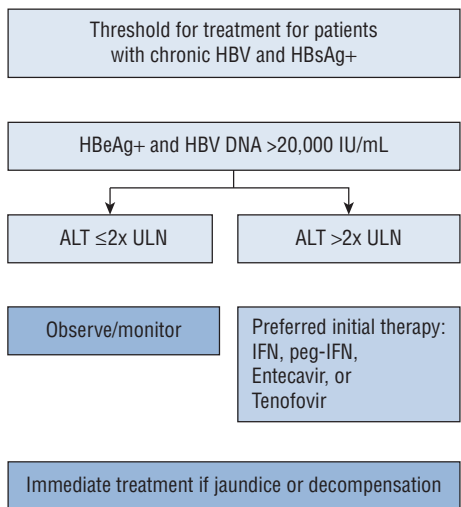 Threshold for treatment for patients
with chronic HBV and HBsAg+
HBeAg+ and HBV DNA >20,000 IU/mL
ALT ≤2x ULN
ALT >2x ULN
Observe/monitor
Preferred initial therapy:
IFN, peg-IFN,
Entecavir, or
Tenofovir
Immediate treatment if jaundice or decompensation